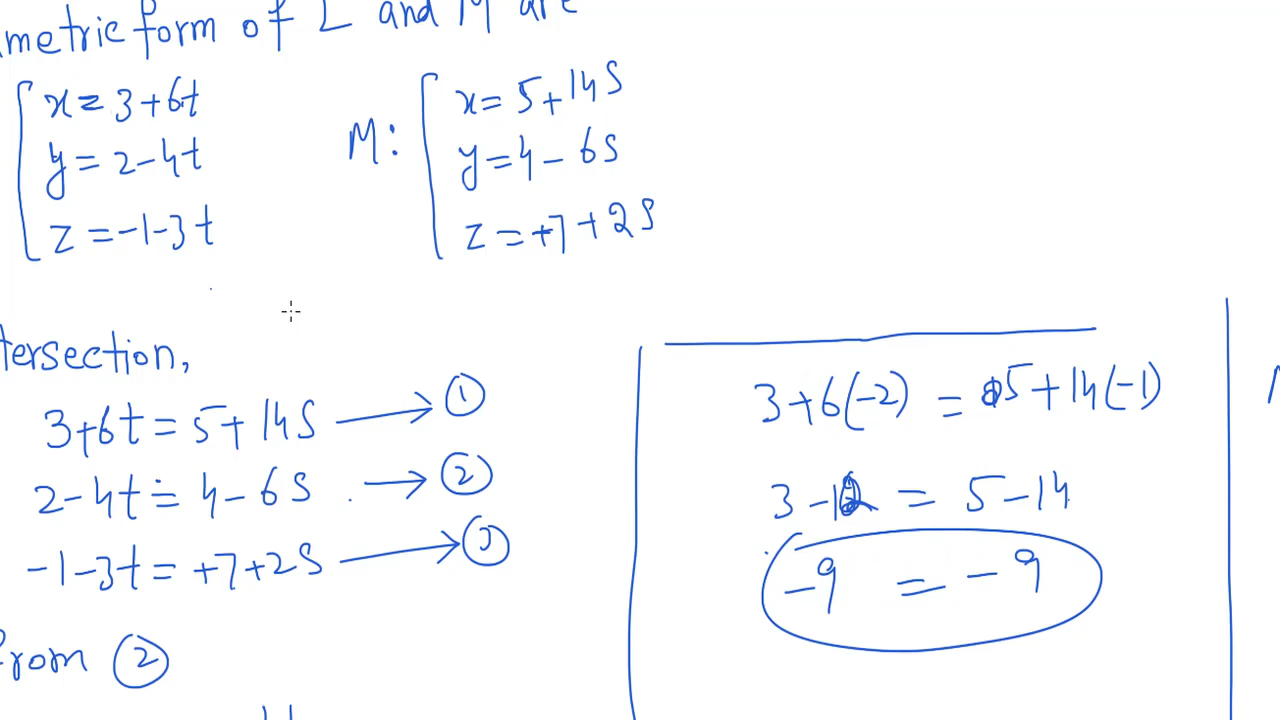 metric form of L and M are
x = 3+6t
y = 2-4t
z = -1-3t
M:
x = 5+14s
y = 4-6s
z = +7+2s
tersection,
3+6t = 5+14s → ①
2-4t = 4-6s → ②
-1-3t = +7+2s → ③
from ②
3+6(-2) = 5+14(-1)
3-12 = 5-14
-9 = -9